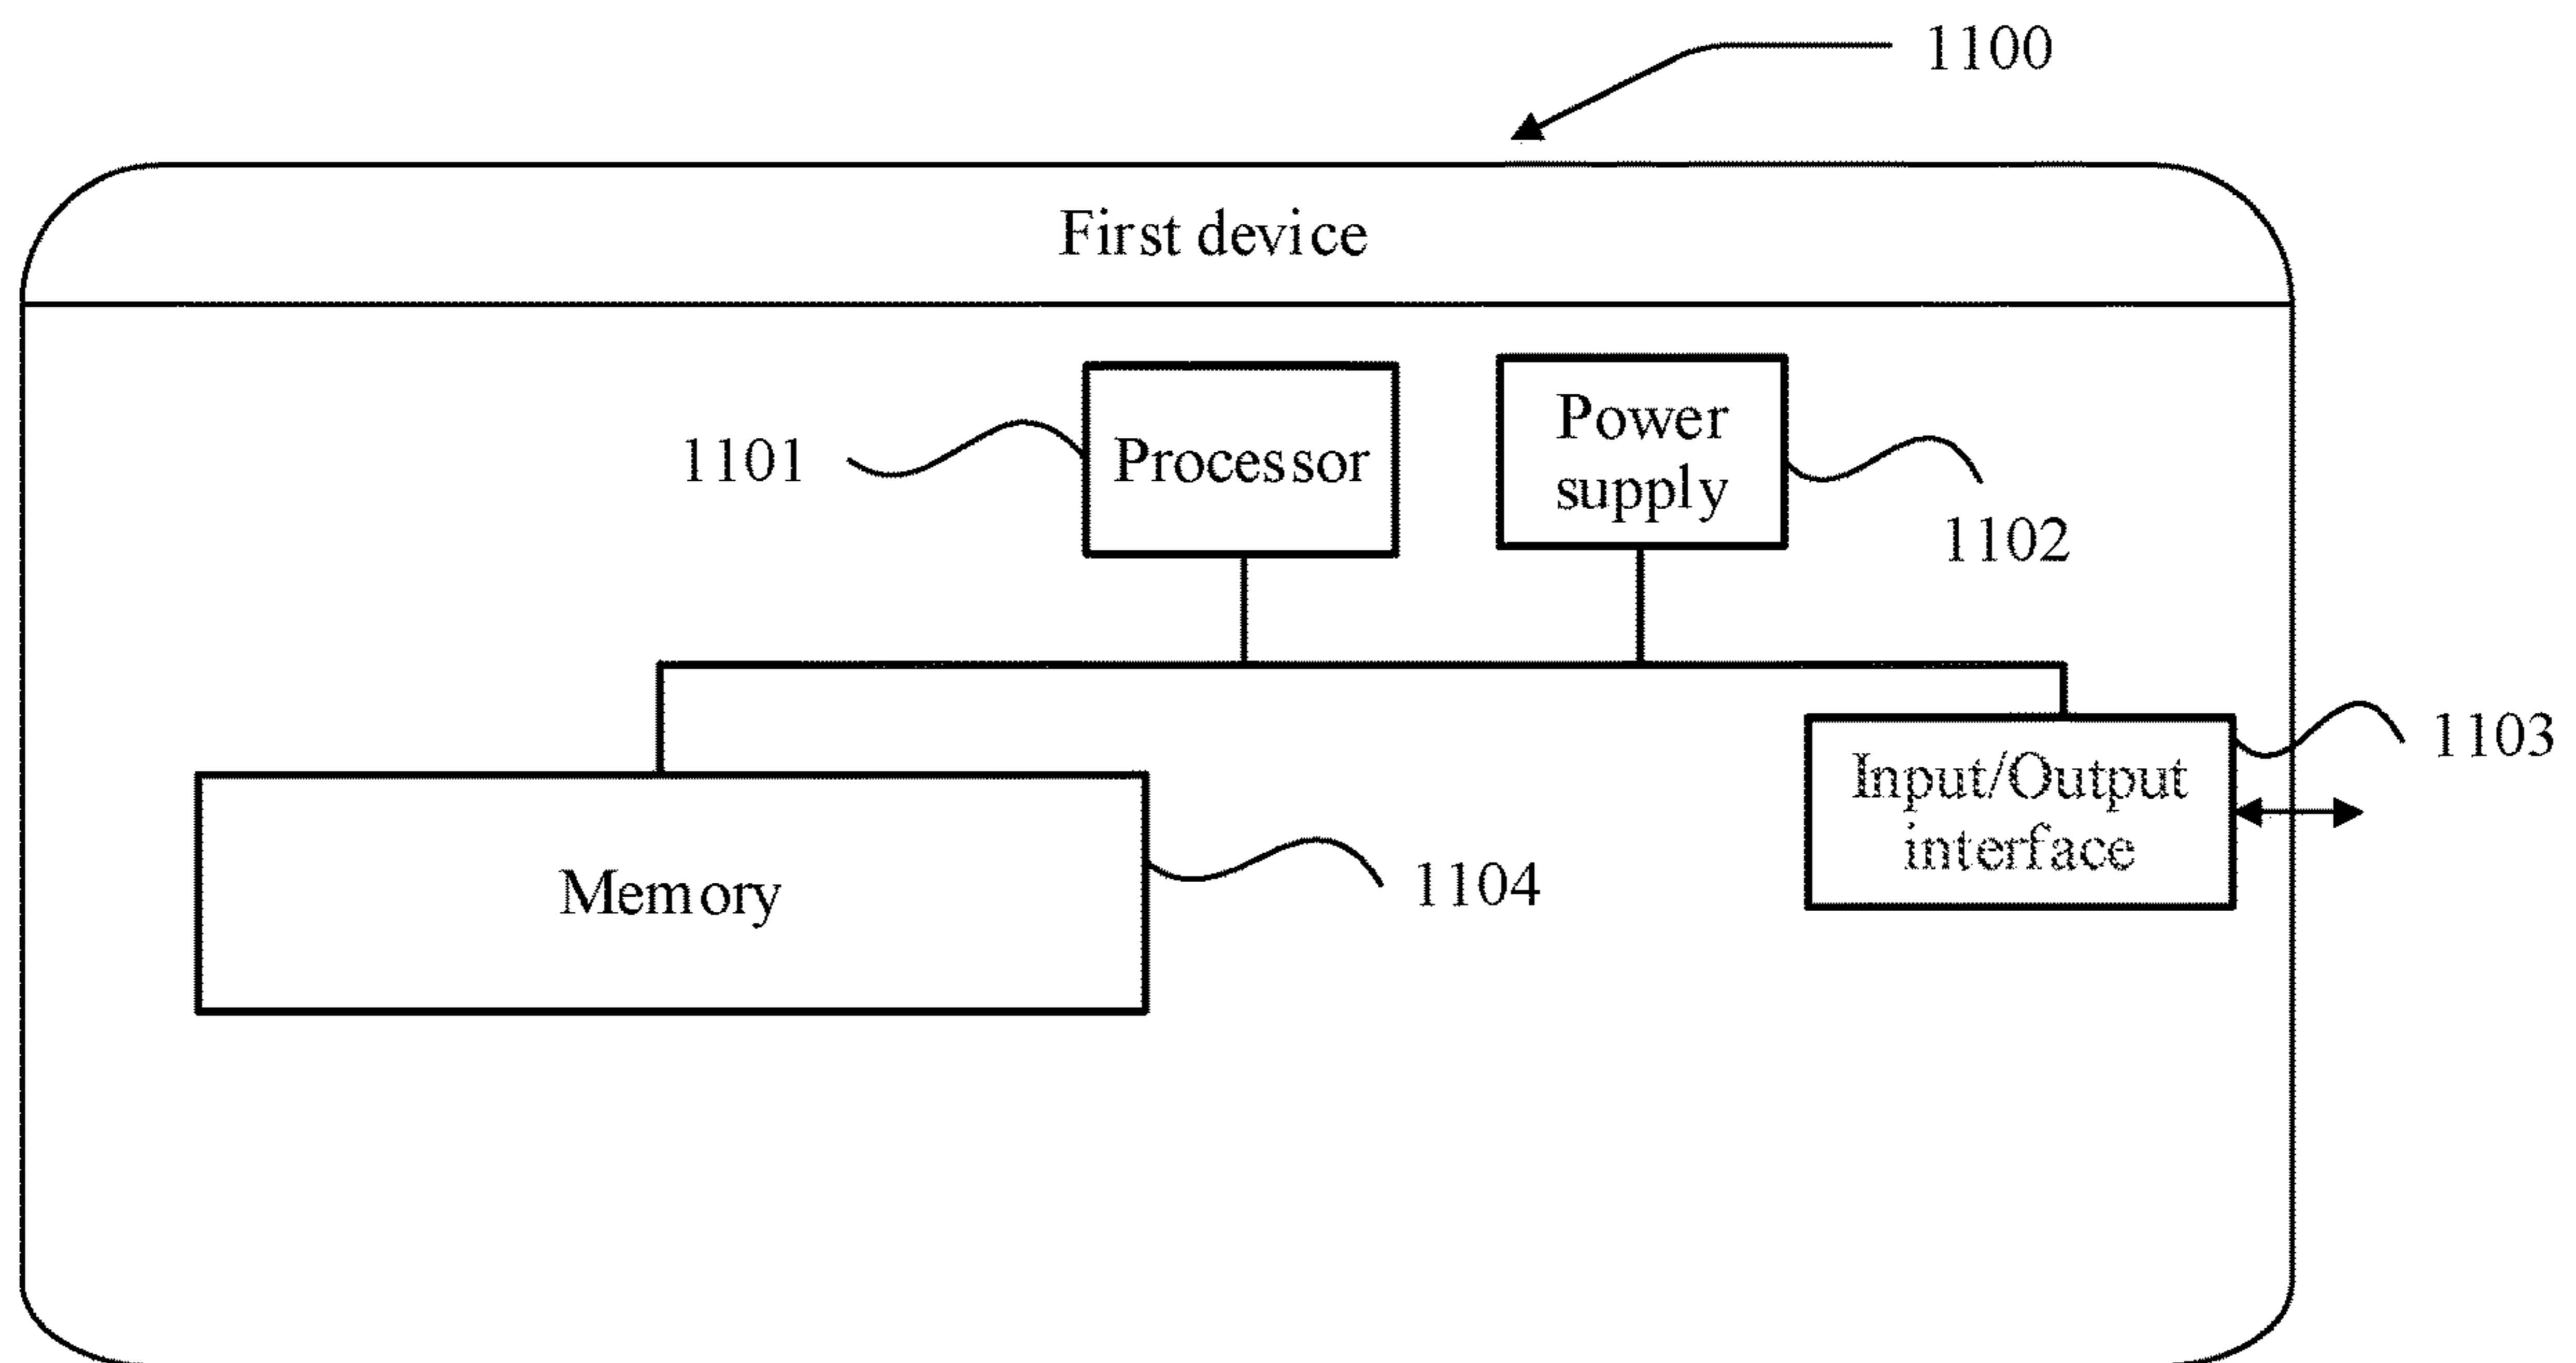 1100
First device
1101
Processor
Power
supply
1102
Input/Output
interface
1103
Memory
1104